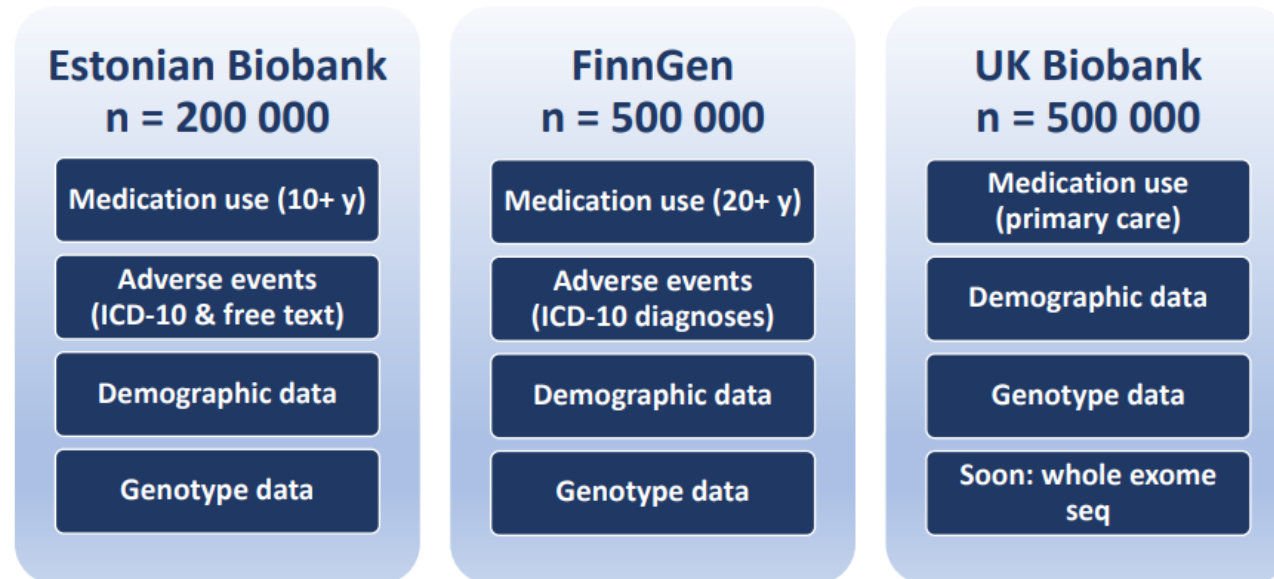 Estonian Biobank
n = 200 000
Medication use (10+ y)
Adverse events
(ICD-10 & free text)
Demographic data
Genotype data
FinnGen
n = 500 000
Medication use (20+ y)
Adverse events
(ICD-10 diagnoses)
Demographic data
Genotype data
UK Biobank
n = 500 000
Medication use
(primary care)
Demographic data
Genotype data
Soon: whole exome
seq